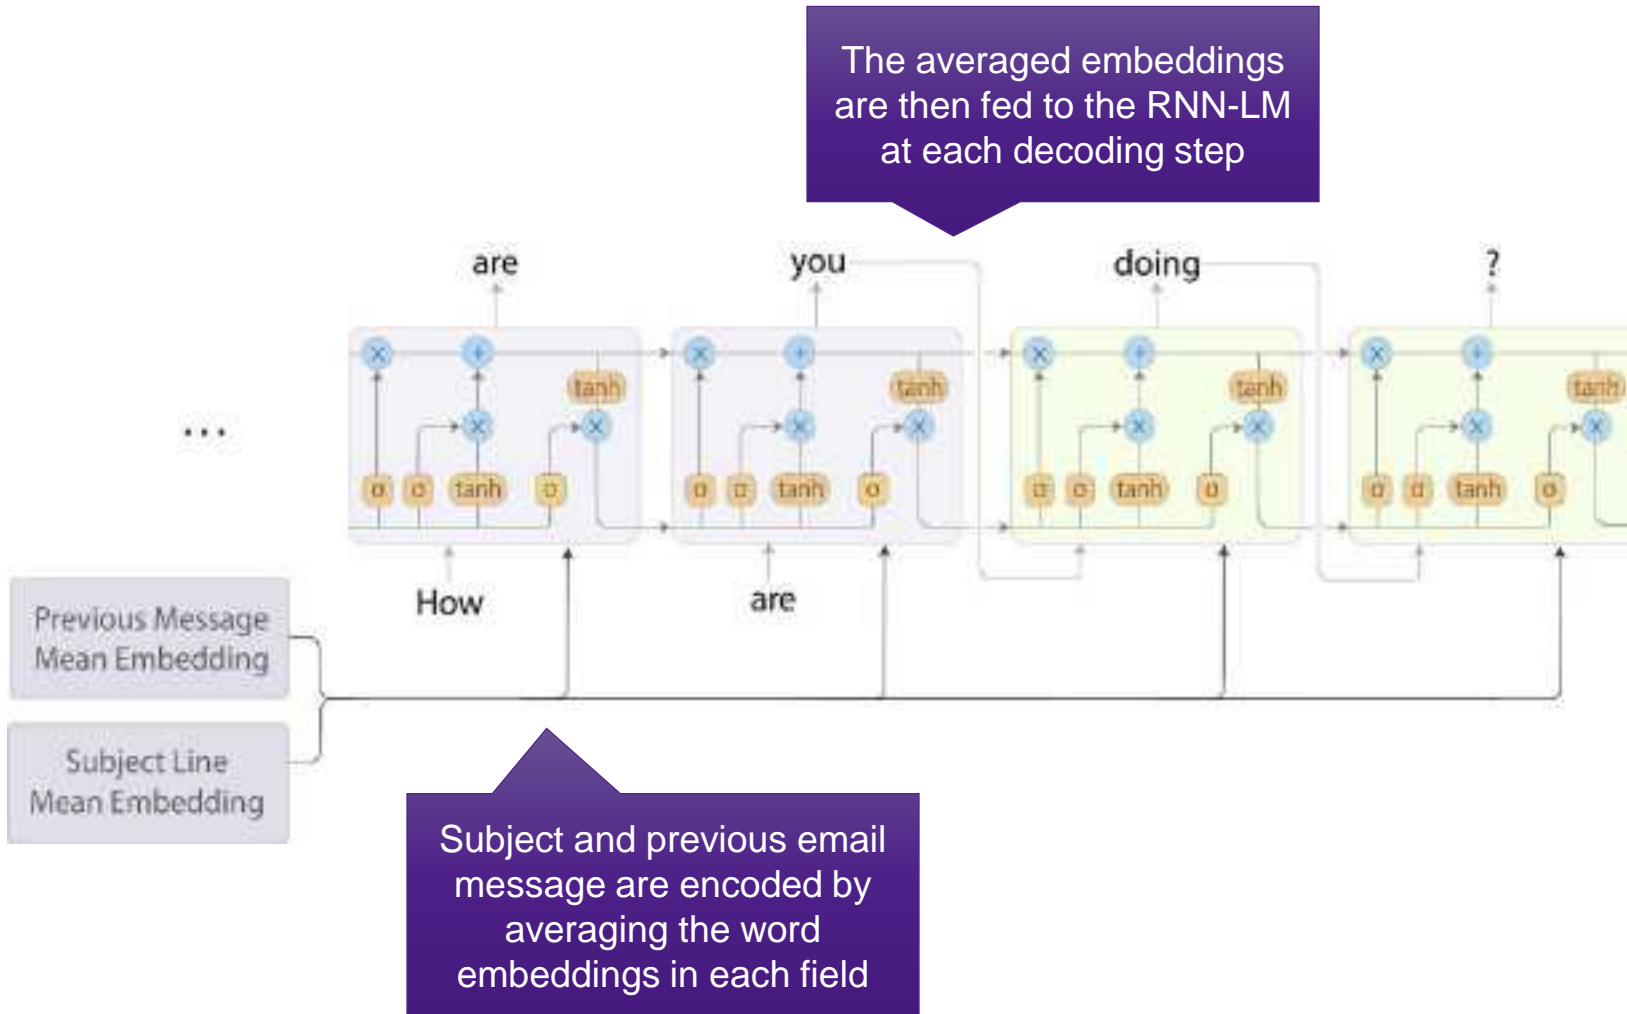 The averaged embeddings
are then fed to the RNN-LM
at each decoding step
are
you
doing
?
x
+
x
+
x
+
x
+
tanh
tanh
tanh
tanh
...
x
x
x
x
x
x
x
x
σ
σ
tanh
σ
σ
σ
tanh
σ
σ
σ
tanh
σ
σ
σ
tanh
σ
How
are
Previous Message
Mean Embedding
Subject Line
Mean Embedding
Subject and previous email
message are encoded by
averaging the word
embeddings in each field